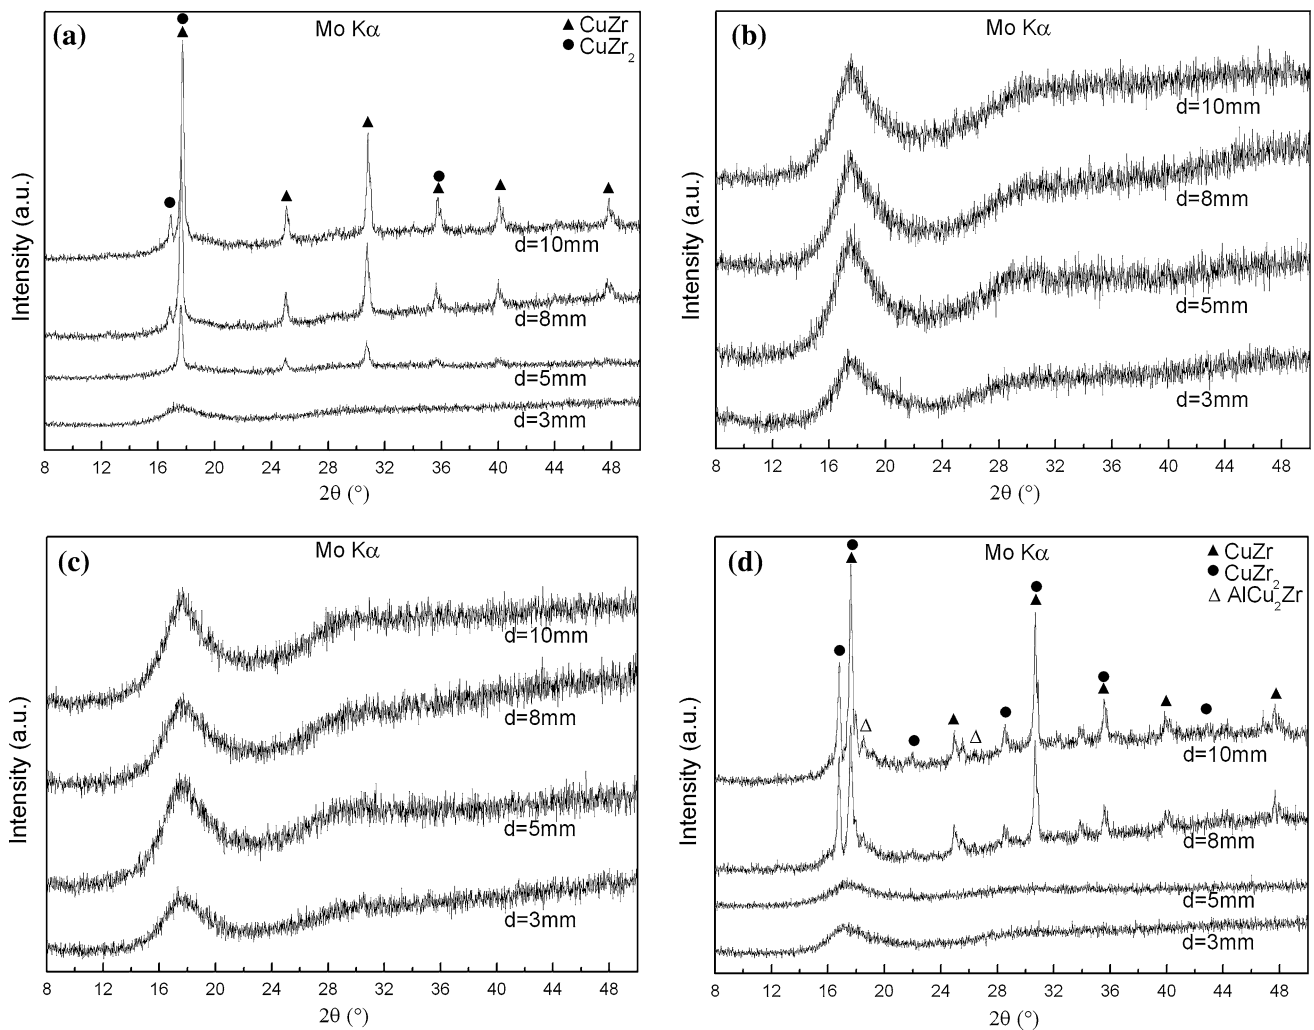 (a)
Mo Kα
▲ CuZr
● CuZr₂
Intensity (a.u.)
d=10mm
d=8mm
d=5mm
d=3mm
8 12 16 20 24 28 32 36 40 44 48
2θ (°)
(b)
Mo Kα
Intensity (a.u.)
d=10mm
d=8mm
d=5mm
d=3mm
8 12 16 20 24 28 32 36 40 44 48
2θ (°)
(c)
Mo Kα
Intensity (a.u.)
d=10mm
d=8mm
d=5mm
d=3mm
8 12 16 20 24 28 32 36 40 44 48
2θ (°)
(d)
Mo Kα
▲ CuZr
● CuZr₂
△ AlCu₂Zr
Intensity (a.u.)
d=10mm
d=8mm
d=5mm
d=3mm
8 12 16 20 24 28 32 36 40 44 48
2θ (°)